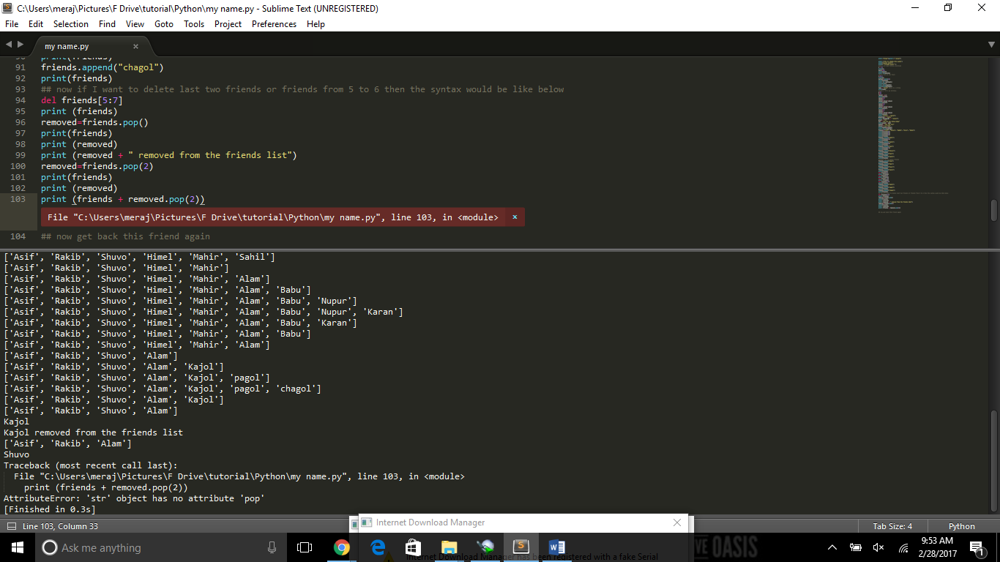 C:\Users\meraj\Pictures\F Drive\tutorial\Python\my name.py - Sublime Text (UNREGISTERED)
File Edit Selection Find View Goto Tools Project Preferences Help
my name.py
90 print(friends)
91 friends.append("chagol")
92 print(friends)
93 ## now if I want to delete last two friends or friends from 5 to 6 then the syntax would be like below
94 del friends[5:7]
95 print (friends)
96 removed=friends.pop()
97 print(friends)
98 print (removed)
99 print (removed + " removed from the friends list")
100 removed=friends.pop(2)
101 print(friends)
102 print (removed)
103 print (friends + removed.pop(2))
File "C:\Users\meraj\Pictures\F Drive\tutorial\Python\my name.py", line 103, in <module> ×
104 ## now get back this friend again
['Asif', 'Rakib', 'Shuvo', 'Himel', 'Mahir', 'Sahil']
['Asif', 'Rakib', 'Shuvo', 'Himel', 'Mahir']
['Asif', 'Rakib', 'Shuvo', 'Himel', 'Mahir', 'Alam']
['Asif', 'Rakib', 'Shuvo', 'Himel', 'Mahir', 'Alam', 'Babu']
['Asif', 'Rakib', 'Shuvo', 'Himel', 'Mahir', 'Alam', 'Babu', 'Nupur']
['Asif', 'Rakib', 'Shuvo', 'Himel', 'Mahir', 'Alam', 'Babu', 'Nupur', 'Karan']
['Asif', 'Rakib', 'Shuvo', 'Himel', 'Mahir', 'Alam', 'Babu', 'Karan']
['Asif', 'Rakib', 'Shuvo', 'Himel', 'Mahir', 'Alam', 'Babu']
['Asif', 'Rakib', 'Shuvo', 'Himel', 'Mahir', 'Alam']
['Asif', 'Rakib', 'Shuvo', 'Alam']
['Asif', 'Rakib', 'Shuvo', 'Alam', 'Kajol']
['Asif', 'Rakib', 'Shuvo', 'Alam', 'Kajol', 'pagol']
['Asif', 'Rakib', 'Shuvo', 'Alam', 'Kajol', 'pagol', 'chagol']
['Asif', 'Rakib', 'Shuvo', 'Alam', 'Kajol']
['Asif', 'Rakib', 'Shuvo', 'Alam']
Kajol
Kajol removed from the friends list
['Asif', 'Rakib', 'Alam']
Shuvo
Traceback (most recent call last):
File "C:\Users\meraj\Pictures\F Drive\tutorial\Python\my name.py", line 103, in <module>
print (friends + removed.pop(2))
AttributeError: 'str' object has no attribute 'pop'
[Finished in 0.3s]
Line 103, Column 33
Tab Size: 4
Python
Internet Download Manager
Internet Download Manager has been registered with a fake Serial
OASIS
Ask me anything
9:53 AM
2/28/2017
1